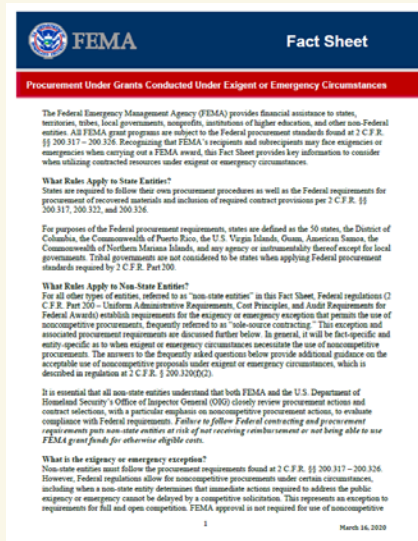 FEMA
Fact Sheet
Procurement Under Grants Conducted Under Exigent or Emergency Circumstances
The Federal Emergency Management Agency (FEMA) provides financial assistance to states,
territories, tribes, local governments, nonprofits, institutions of higher education, and other non-Federal
entities. All FEMA grant programs are subject to the Federal procurement standards found at 2 C.F.R.
§§ 200.317 – 200.326. Recognizing that FEMA's recipients and subrecipients may face exigencies or
emergencies when carrying out a FEMA award, this Fact Sheet provides key information to consider
when utilizing contracted resources under exigent or emergency circumstances.
What Rules Apply to State Entities?
States are required to follow their own procurement procedures as well as the Federal requirements for
procurement of recovered materials and inclusion of required contract provisions per 2 C.F.R. §§
200.317, 200.322, and 200.326.
For purposes of the Federal procurement requirements, states are defined as the 50 states, the District of
Columbia, the Commonwealth of Puerto Rico, the U.S. Virgin Islands, Guam, American Samoa, the
Commonwealth of Northern Mariana Islands, and any agency or instrumentality thereof except for local
governments. Tribal governments are not considered to be states when applying Federal procurement
standards required by 2 C.F.R. Part 200.
What Rules Apply to Non-State Entities?
For all other types of entities, referred to as "non-state entities" in this Fact Sheet, Federal regulations (2
C.F.R. Part 200 – Uniform Administrative Requirements, Cost Principles, and Audit Requirements for
Federal Awards) establish requirements for the exigency or emergency exception that permits the use of
noncompetitive procurements, frequently referred to as "sole-source contracting." This exception and
associated procurement requirements are discussed further below. In general, it will be fact-specific and
entity-specific as to when exigent or emergency circumstances necessitate the use of noncompetitive
procurements. The answers to the frequently asked questions below provide additional guidance on the
acceptable use of noncompetitive proposals under exigent or emergency circumstances, which is
described in regulation at 2 C.F.R. § 200.320(f)(2).
It is essential that all non-state entities understand that both FEMA and the U.S. Department of
Homeland Security's Office of Inspector General (OIG) closely review procurement actions and
contract selections, with a particular emphasis on noncompetitive procurement actions, to evaluate
compliance with Federal requirements. Failure to follow Federal contracting and procurement
requirements puts non-state entities at risk of not receiving reimbursement or not being able to use
FEMA grant funds for otherwise eligible costs.
What is the exigency or emergency exception?
Non-state entities must follow the procurement requirements found at 2 C.F.R. §§ 200.317 – 200.326.
However, Federal regulations allow for noncompetitive procurements under certain circumstances,
including when a non-state entity determines that immediate actions required to address the public
exigency or emergency cannot be delayed by a competitive solicitation. This represents an exception to
requirements for full and open competition. FEMA approval is not required for use of noncompetitive
1
March 16, 2020